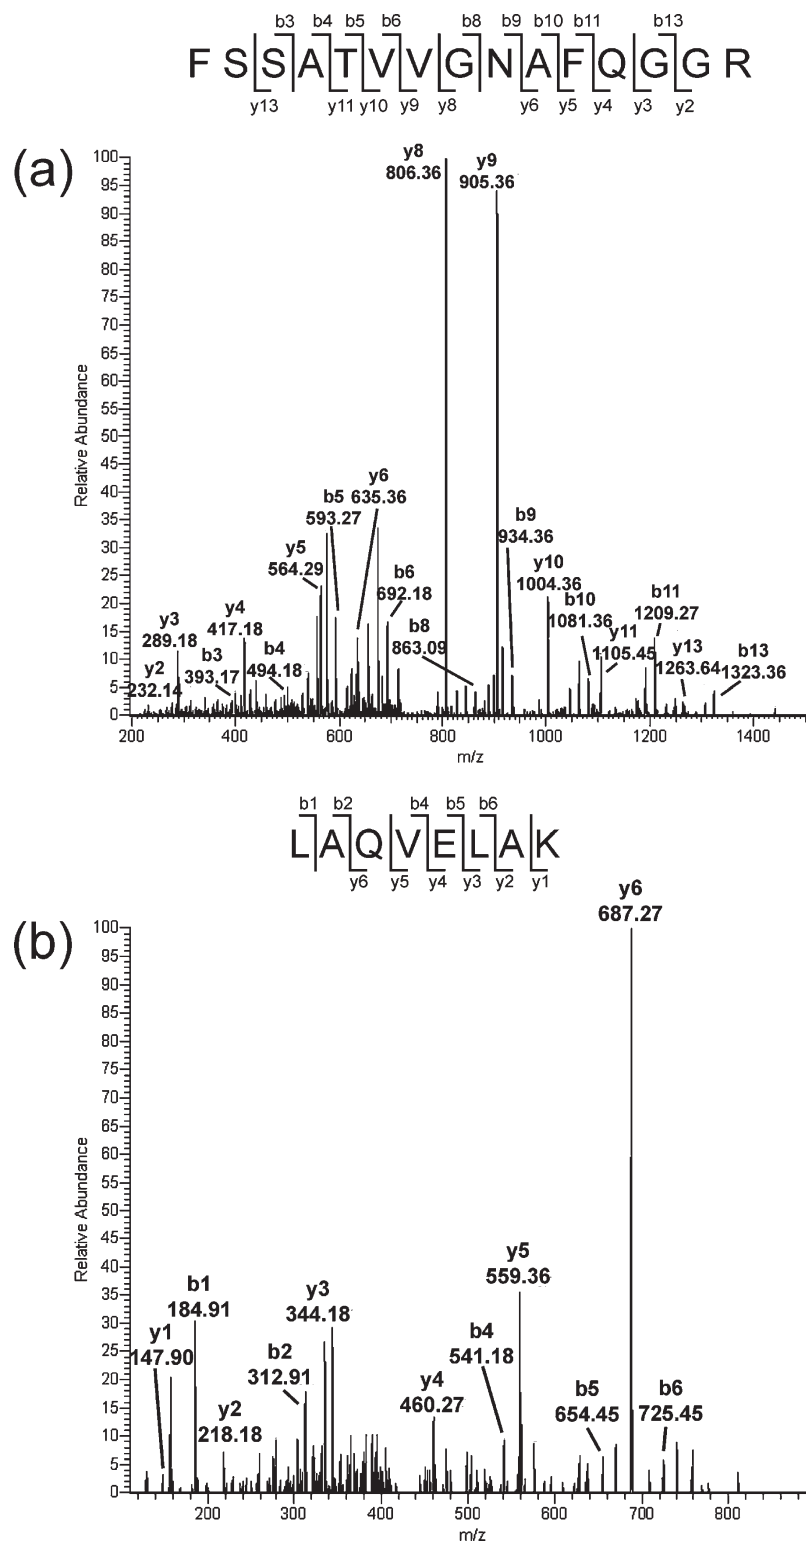 b3 b4 b5 b6 b8 b9 b10 b11 b13
F S S A T V V G N A F Q G G R
y13 y11 y10 y9 y8 y6 y5 y4 y3 y2
(a)
y8
806.36
y9
905.36
y6
635.36
b5
593.27
y5
564.29
b9
934.36
y10
1004.36
b6
692.18
b10
1081.36
b11
1209.27
y3
289.18
y4
417.18
b8
863.09
y11
1105.45
b3
393.17
b4
494.18
y13
1263.64
b13
1323.36
y2
232.14
100
95
90
85
80
75
70
65
60
55
50
45
40
35
30
25
20
15
10
5
0
Relative Abundance
200 400 600 800 1000 1200 1400
m/z
b1 b2 b4 b5 b6
L A Q V E L A K
y6 y5 y4 y3 y2 y1
(b)
y6
687.27
y5
559.36
b1
184.91
y3
344.18
y1
147.90
b2
312.91
b4
541.18
y4
460.27
b5
654.45
b6
725.45
y2
218.18
100
95
90
85
80
75
70
65
60
55
50
45
40
35
30
25
20
15
10
5
0
Relative Abundance
200 300 400 500 600 700 800
m/z